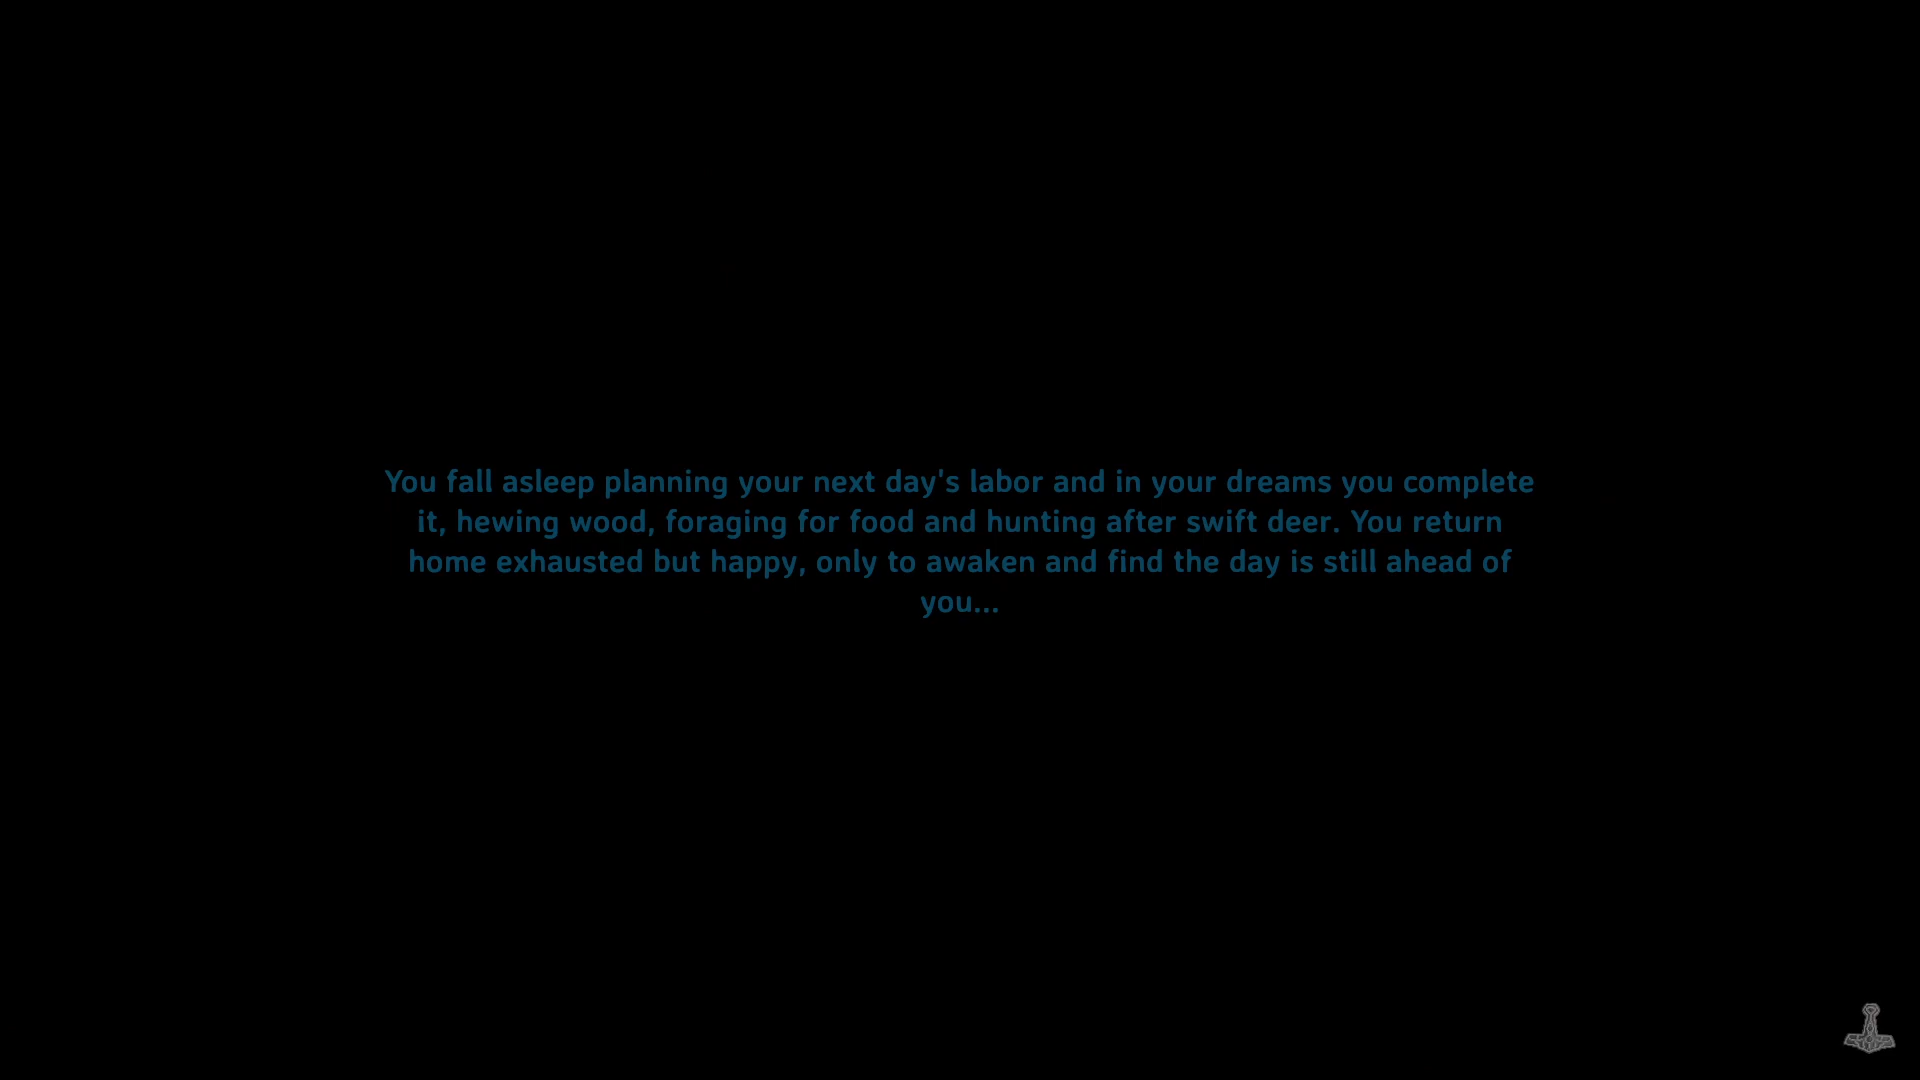 You fall asleep planning your next day's labor and in your dreams you complete
it, hewing wood, foraging for food and hunting after swift deer. You return
home exhausted but happy, only to awaken and find the day is still ahead of
you...